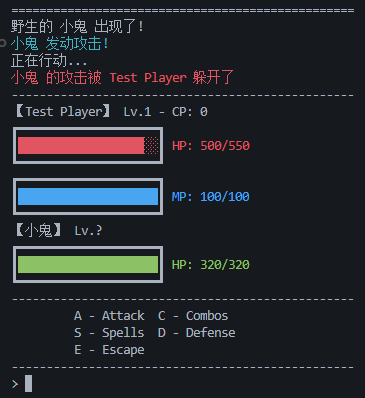 ==========================================
野生的 小鬼 出现了!
小鬼 发动攻击!
正在行动...
小鬼 的攻击被 Test Player 躲开了
------------------------------------------
【Test Player】 Lv.1 - CP: 0
HP: 500/550
MP: 100/100
【小鬼】 Lv.?
HP: 320/320
------------------------------------------
A - Attack C - Combos
S - Spells D - Defense
E - Escape
------------------------------------------
>